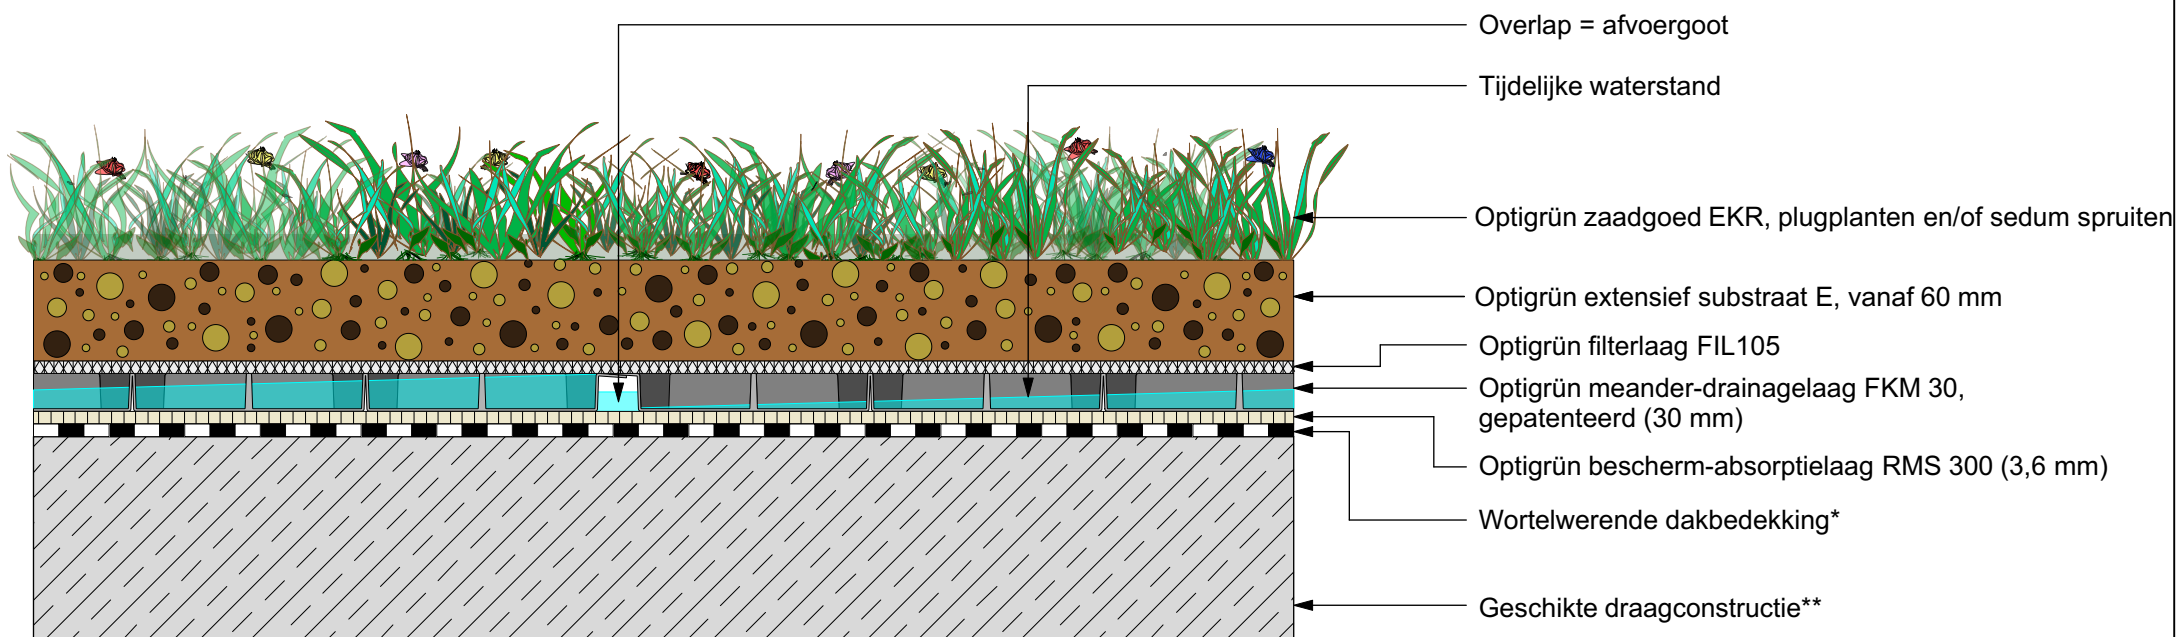 Overlap = afvoergoot
Tijdelijke waterstand
Optigrün zaadgoed EKR, plugplanten en/of sedum spruiten
Optigrün extensief substraat E, vanaf 60 mm
Optigrün filterlaag FIL105
Optigrün meander-drainagelaag FKM 30,
gepatenteerd (30 mm)
Optigrün bescherm-absorptielaag RMS 300 (3,6 mm)
Wortelwerende dakbedekking*
Geschikte draagconstructie**